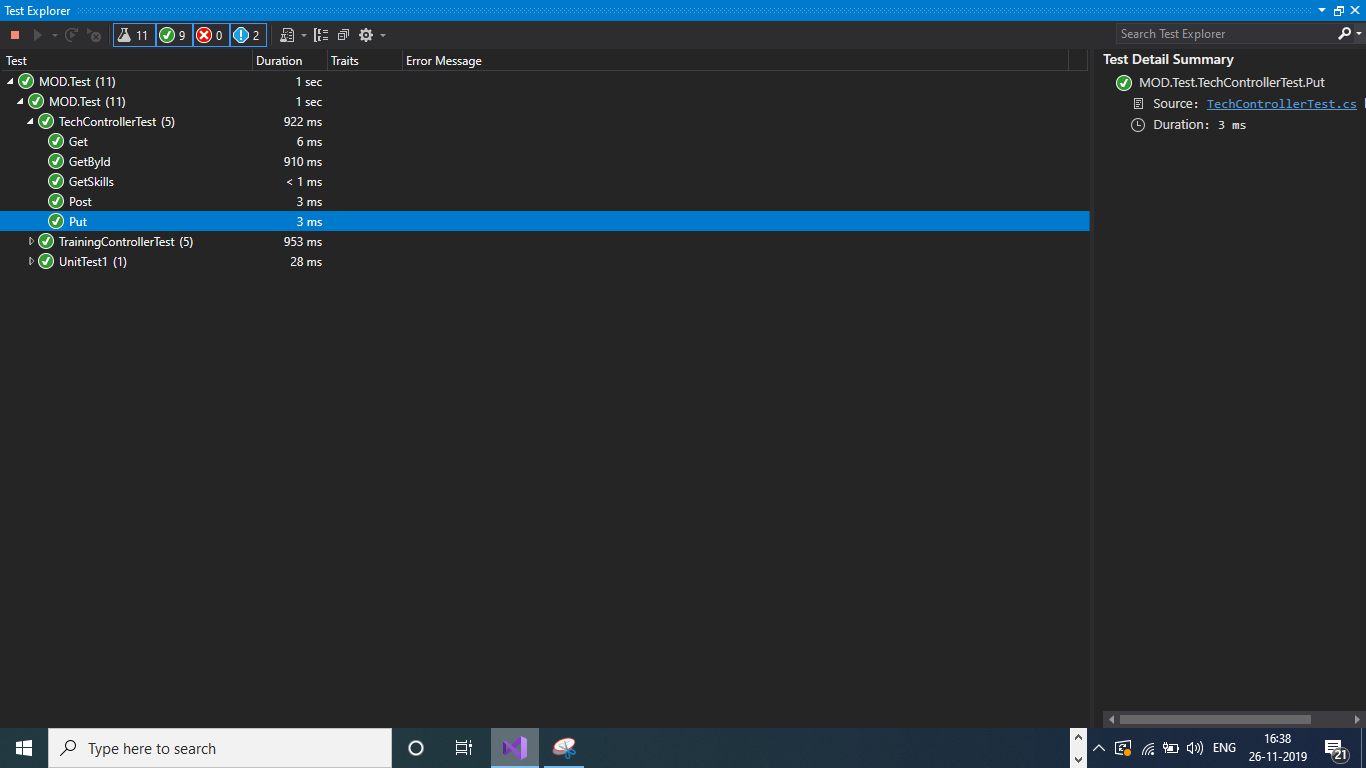 Test Explorer
11 9 0 2
Search Test Explorer
Test Duration Traits Error Message
MOD.Test (11) 1 sec
MOD.Test (11) 1 sec
TechControllerTest (5) 922 ms
Get 6 ms
GetById 910 ms
GetSkills < 1 ms
Post 3 ms
Put 3 ms
TrainingControllerTest (5) 953 ms
UnitTest1 (1) 28 ms
Test Detail Summary
MOD.Test.TechControllerTest.Put
Source: TechControllerTest.cs
Duration: 3 ms
Type here to search
ENG
16:38
26-11-2019
21